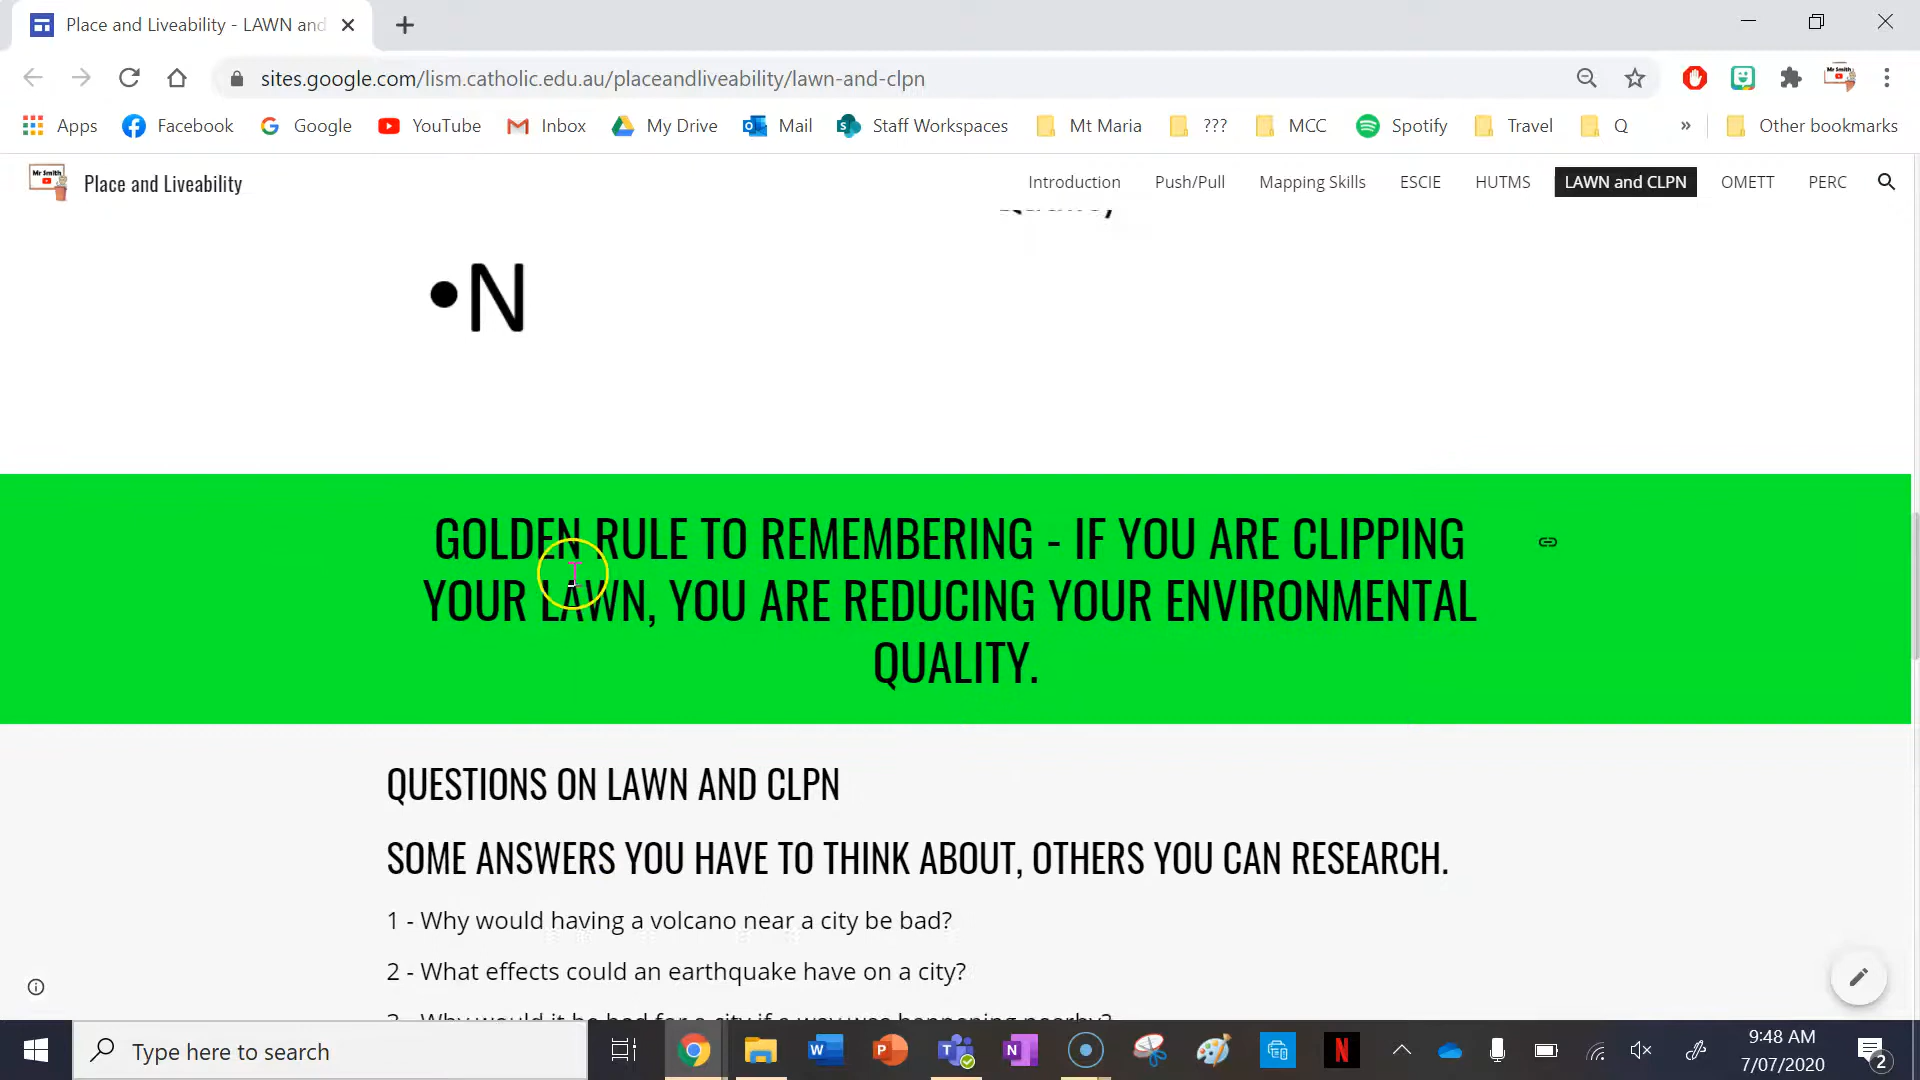 Place and Liveability - LAWN and
sites.google.com/lism.catholic.edu.au/placeandliveability/lawn-and-clpn
Apps Facebook Google YouTube Inbox My Drive Mail Staff Workspaces Mt Maria ??? MCC Spotify Travel Q » Other bookmarks
Mr Smith
Place and Liveability Introduction Push/Pull Mapping Skills ESCIE HUTMS LAWN and CLPN OMETT PERC
•N
GOLDEN RULE TO REMEMBERING - IF YOU ARE CLIPPING
YOUR LAWN, YOU ARE REDUCING YOUR ENVIRONMENTAL
QUALITY.
QUESTIONS ON LAWN AND CLPN
SOME ANSWERS YOU HAVE TO THINK ABOUT, OTHERS YOU CAN RESEARCH.
1 - Why would having a volcano near a city be bad?
2 - What effects could an earthquake have on a city?
Type here to search
9:48 AM
7/07/2020
2